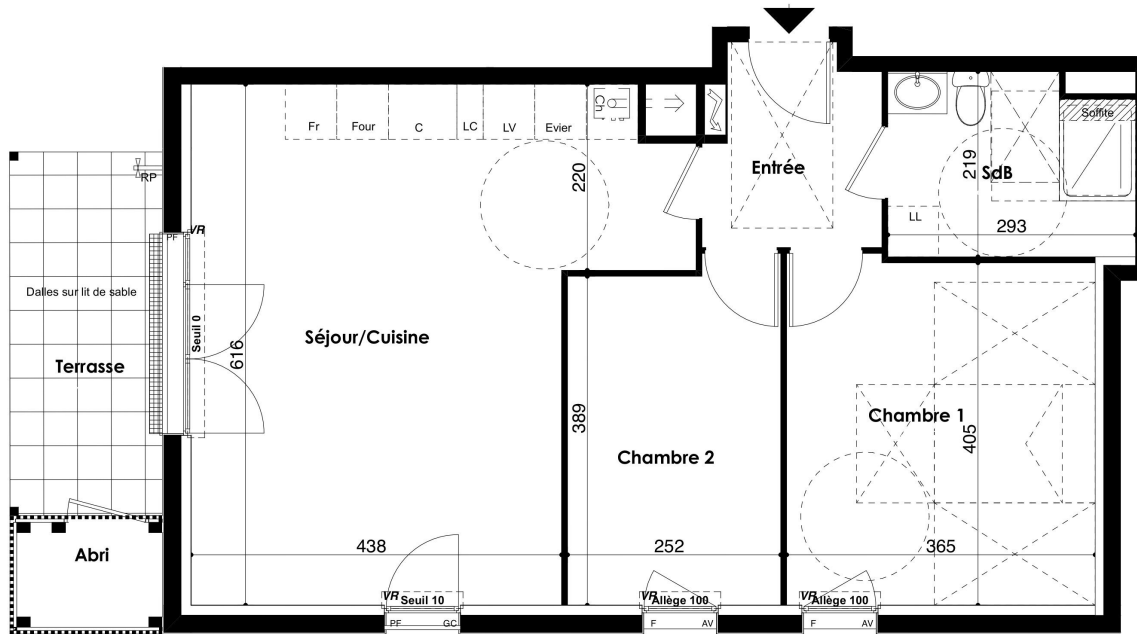 Fr
Four
C
LC
LV
Evier
Ch
Entrée
SdB
Soffite
LL
219
293
220
RP
PF
VR
Dalles sur lit de sable
Seuil 0
Séjour/Cuisine
616
Terrasse
389
Chambre 1
405
Chambre 2
Abri
438
252
365
VR
Seuil 10
VR
Allège 100
VR
Allège 100
PF
GC
F
AV
F
AV